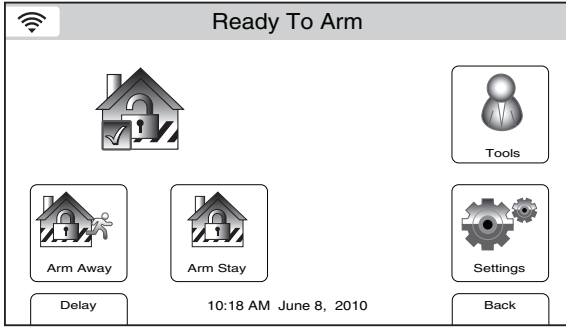 Ready To Arm
Tools
Arm Away
Arm Stay
Settings
Delay
10:18 AM June 8, 2010
Back